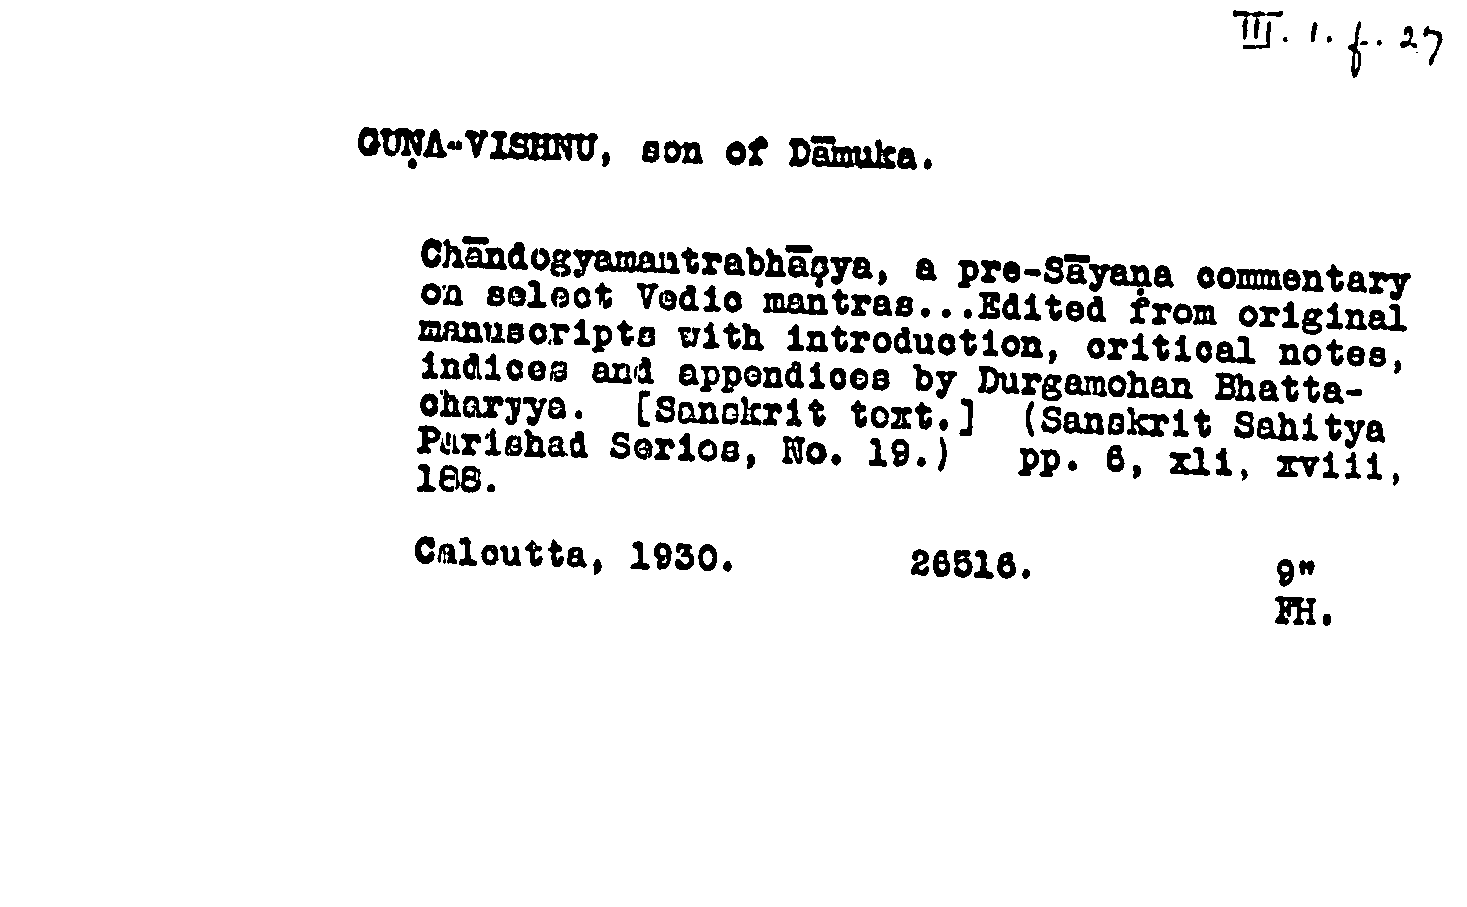 III. 1. f. 27
GUṆA-VISHNU, son of Dāmuka.
Chāndogyamantrabhāṣya, a pre-Sāyaṇa commentary
on select Vedic mantras...Edited from original
manuscripts with introduction, critical notes,
indices and appendices by Durgamohan Bhatta-
charyya. [Sanskrit text.] (Sanskrit Sahitya
Parishad Series, No. 19.) pp. 6, xli, xviii,
188.
Calcutta, 1930. 26516. 9"
FH.